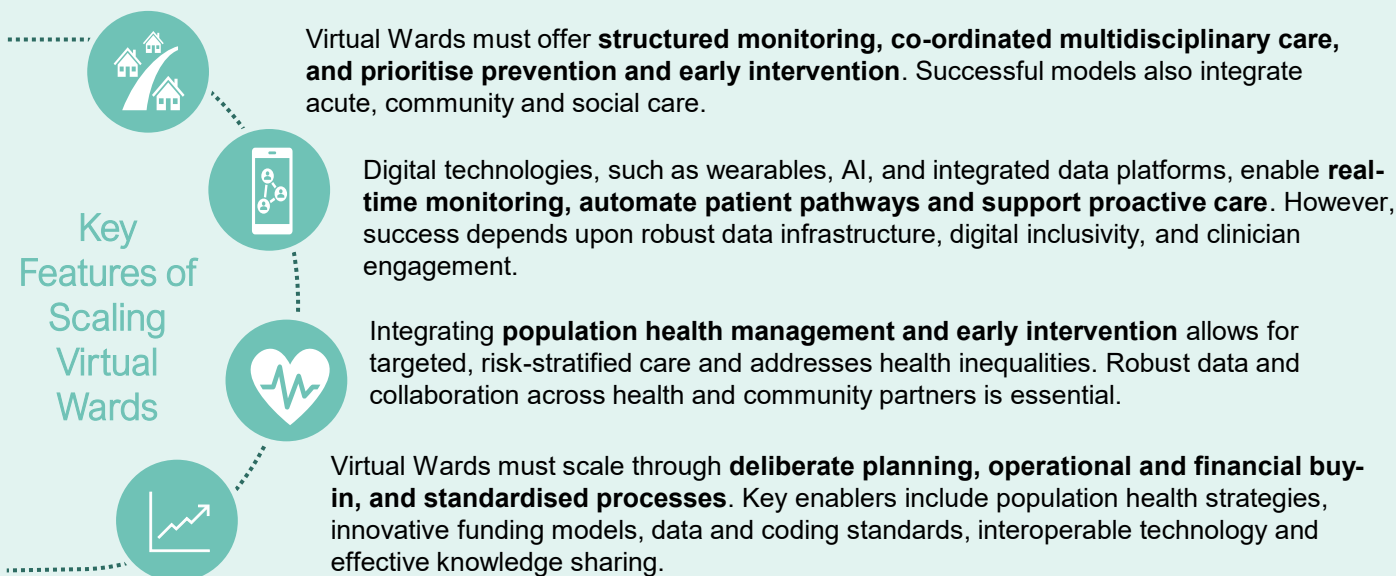 Key
Features of
Scaling
Virtual
Wards
Virtual Wards must offer structured monitoring, co-ordinated multidisciplinary care,
and prioritise prevention and early intervention. Successful models also integrate
acute, community and social care.
Digital technologies, such as wearables, AI, and integrated data platforms, enable real-
time monitoring, automate patient pathways and support proactive care. However,
success depends upon robust data infrastructure, digital inclusivity, and clinician
engagement.
Integrating population health management and early intervention allows for
targeted, risk-stratified care and addresses health inequalities. Robust data and
collaboration across health and community partners is essential.
Virtual Wards must scale through deliberate planning, operational and financial buy-
in, and standardised processes. Key enablers include population health strategies,
innovative funding models, data and coding standards, interoperable technology and
effective knowledge sharing.